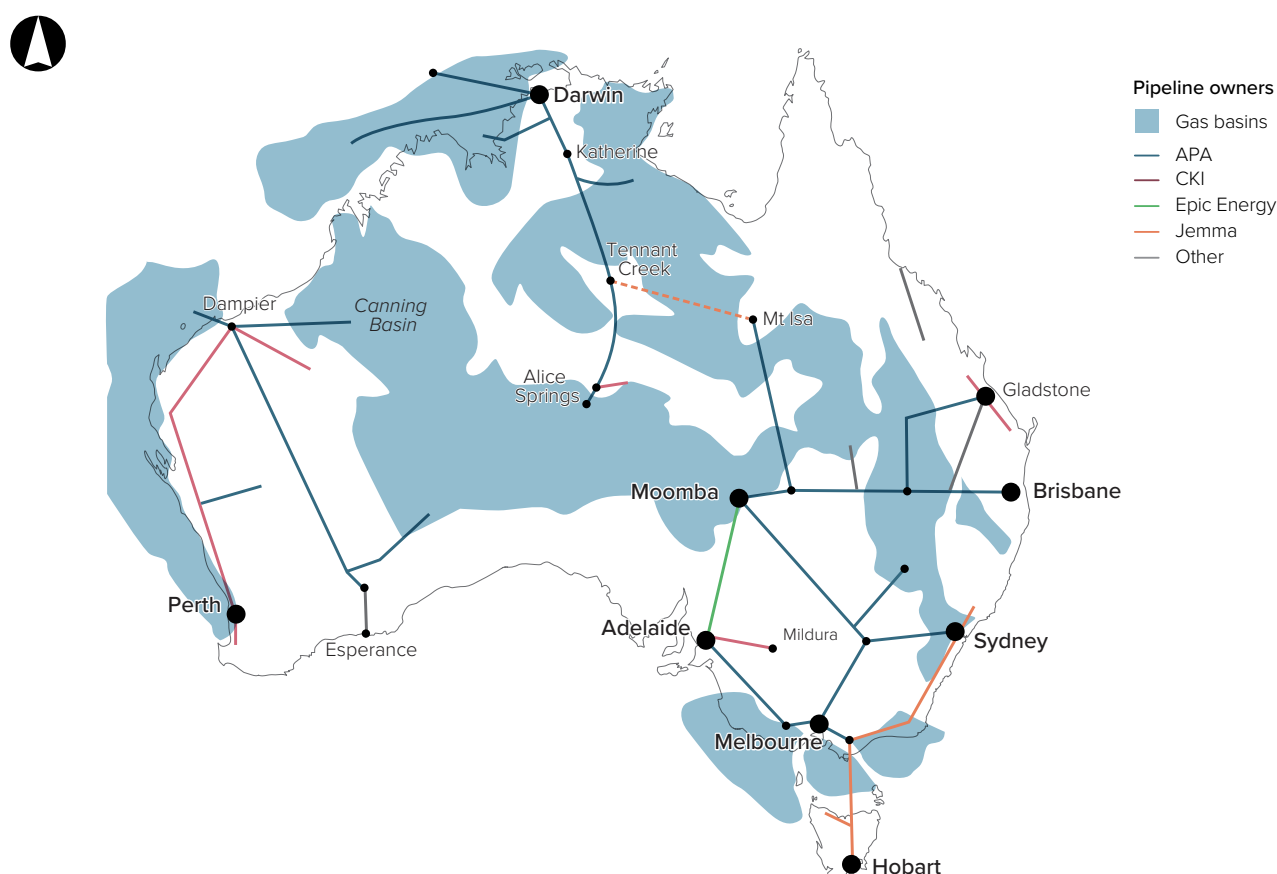 Pipeline owners
Gas basins
APA
CKI
Epic Energy
Jemma
Other
Darwin
Katherine
Tennant
Creek
Dampier
Canning
Basin
Mt Isa
Alice
Springs
Gladstone
Moomba
Brisbane
Perth
Adelaide
Mildura
Esperance
Sydney
Melbourne
Hobart